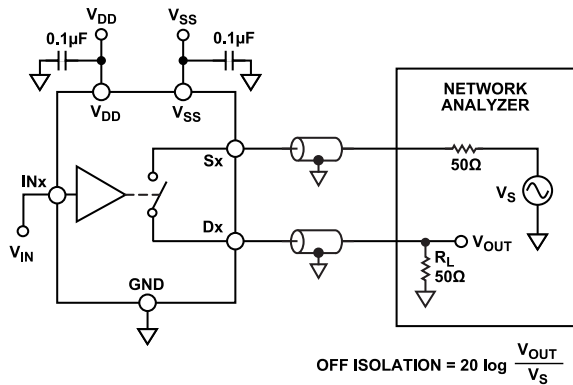 VDD
VSS
0.1µF
0.1µF
VDD
VSS
NETWORK
ANALYZER
Sx
50Ω
INx
VS
Dx
VOUT
VIN
RL
50Ω
GND
OFF ISOLATION = 20 log VOUT
VS